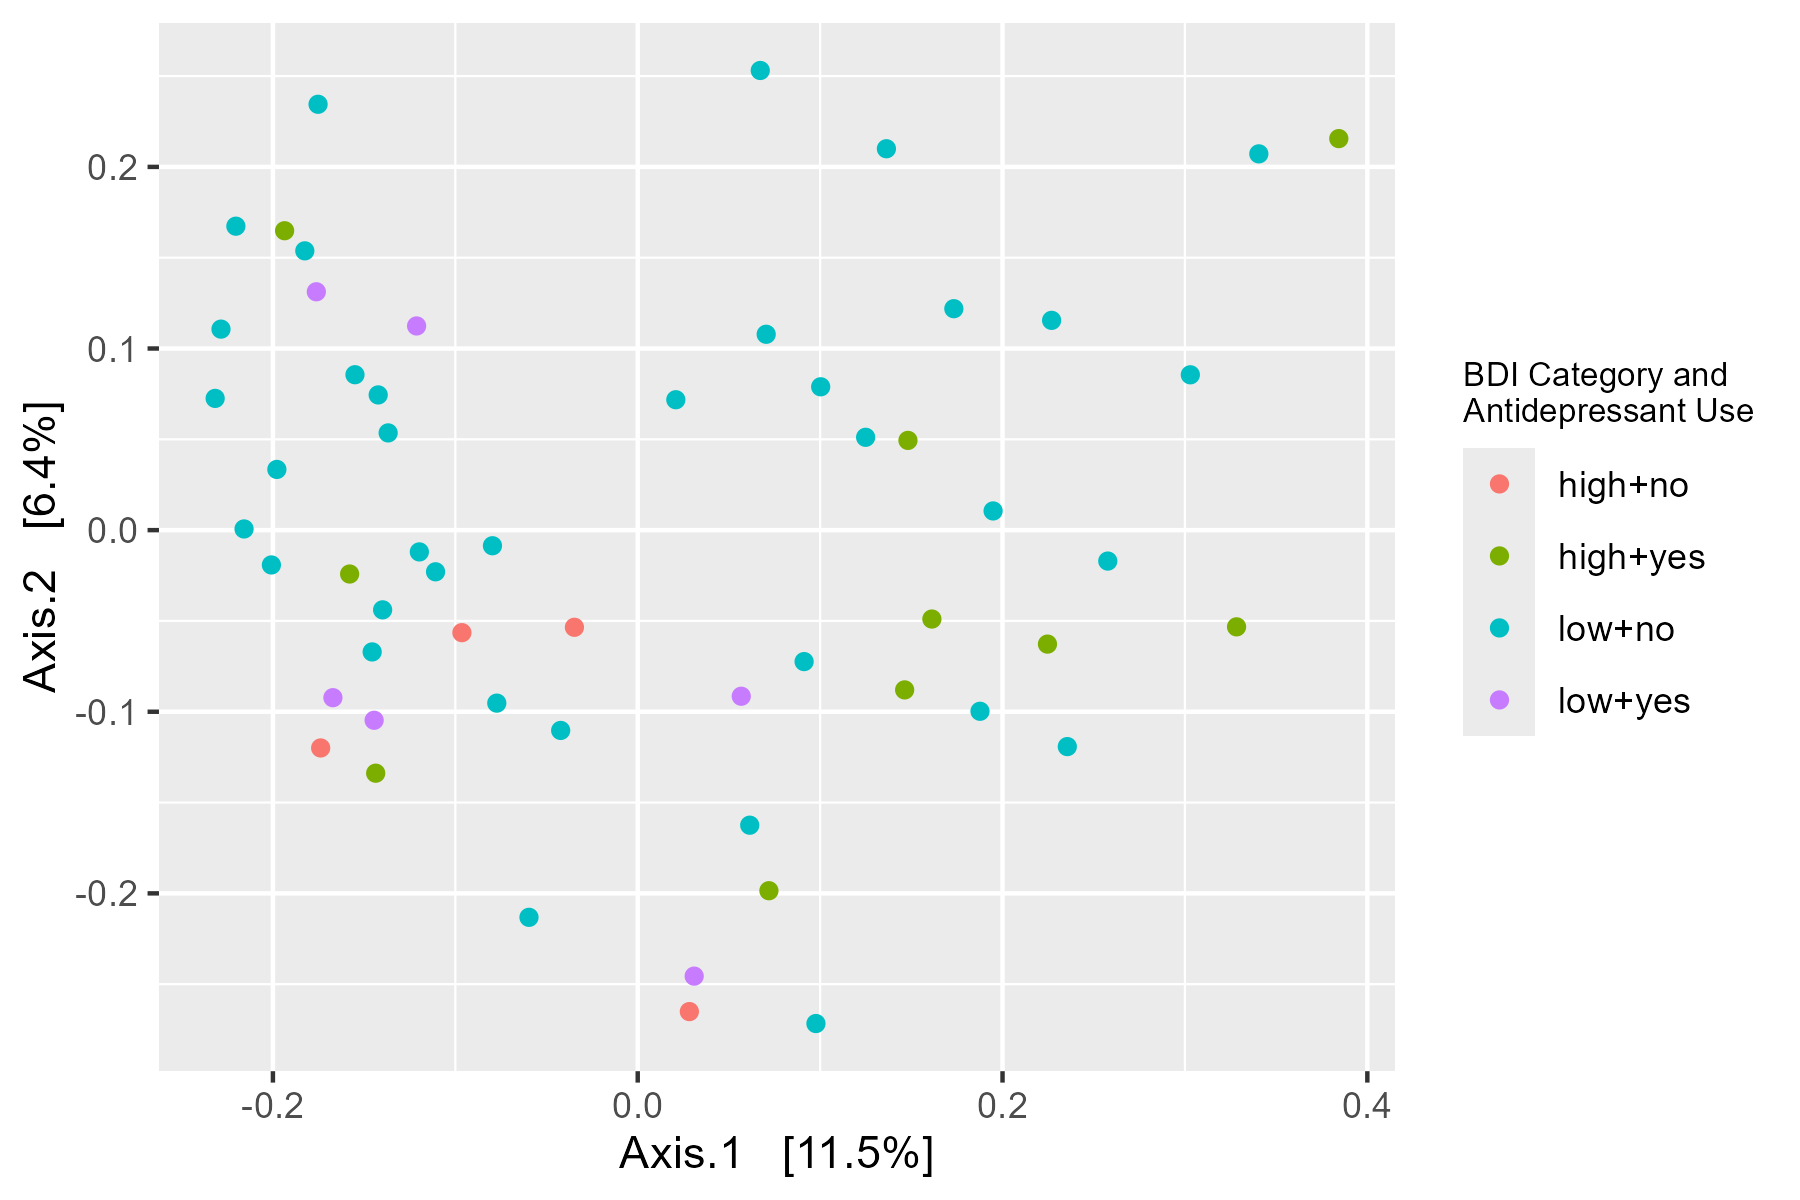 0.2
0.1
0.0
-0.1
-0.2
Axis.2 [6.4%]
-0.2 0.0 0.2 0.4
Axis.1 [11.5%]
BDI Category and
Antidepressant Use
high+no
high+yes
low+no
low+yes